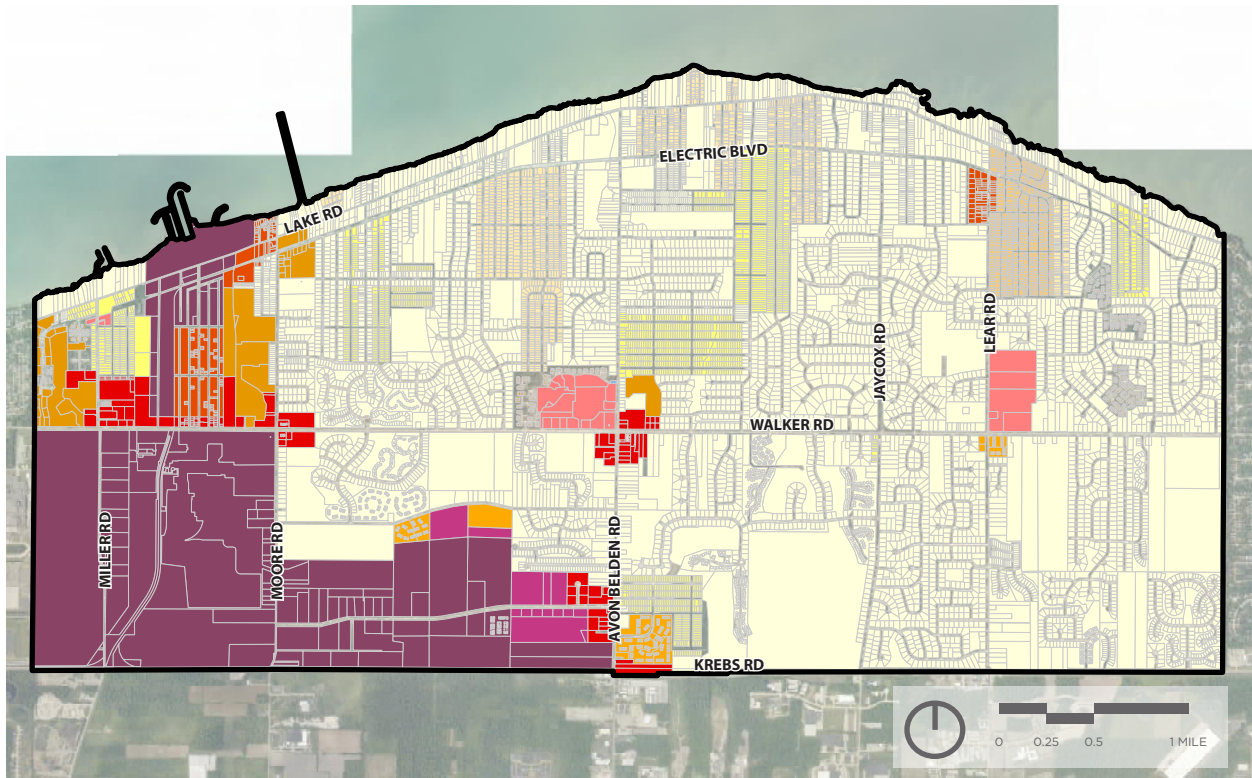 ELECTRIC BLVD
LAKE RD
LEAR RD
JAYCOX RD
WALKER RD
MILLER RD
MOORE RD
AVON BELDEN RD
KREBS RD
0 0.25 0.5 1 MILE